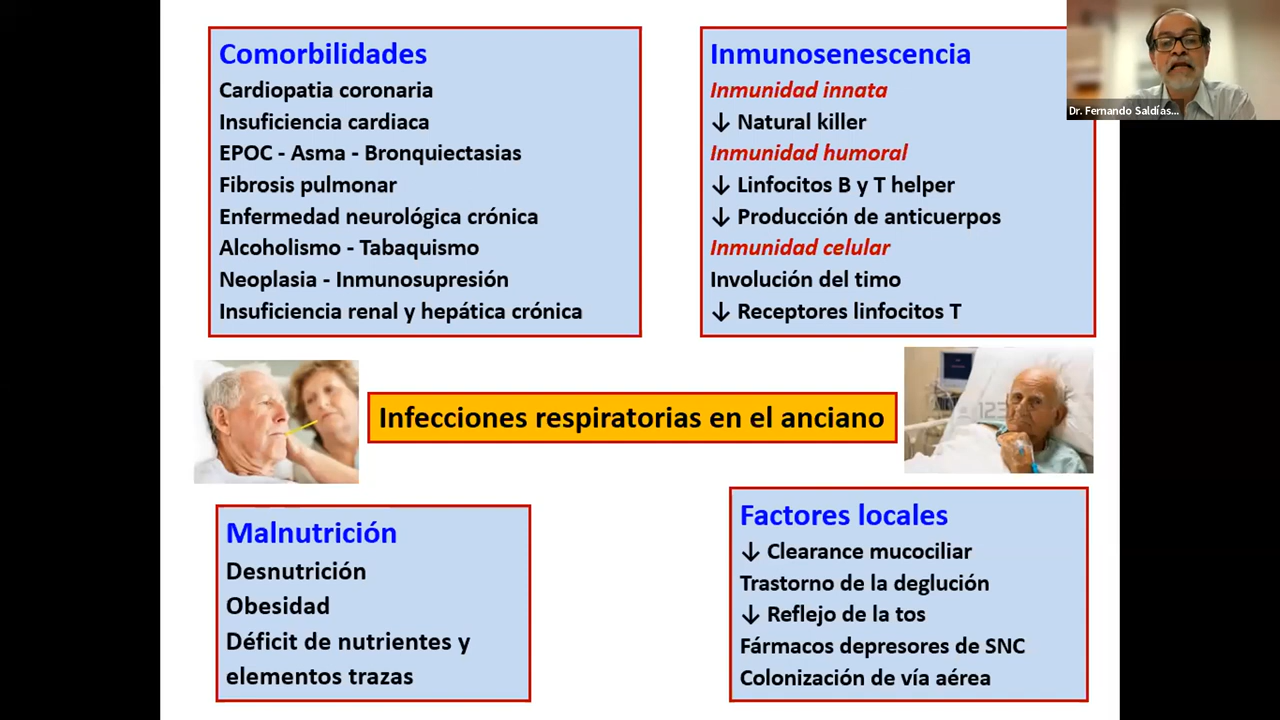 Comorbilidades
Cardiopatia coronaria
Insuficiencia cardiaca
EPOC - Asma - Bronquiectasias
Fibrosis pulmonar
Enfermedad neurológica crónica
Alcoholismo - Tabaquismo
Neoplasia - Inmunosupresión
Insuficiencia renal y hepática crónica
Inmunosenescencia
Inmunidad innata
↓ Natural killer
Inmunidad humoral
↓ Linfocitos B y T helper
↓ Producción de anticuerpos
Inmunidad celular
Involución del timo
↓ Receptores linfocitos T
Dr. Fernando Saldías...
Infecciones respiratorias en el anciano
Malnutrición
Desnutrición
Obesidad
Déficit de nutrientes y
elementos trazas
Factores locales
↓ Clearance mucociliar
Trastorno de la deglución
↓ Reflejo de la tos
Fármacos depresores de SNC
Colonización de vía aérea